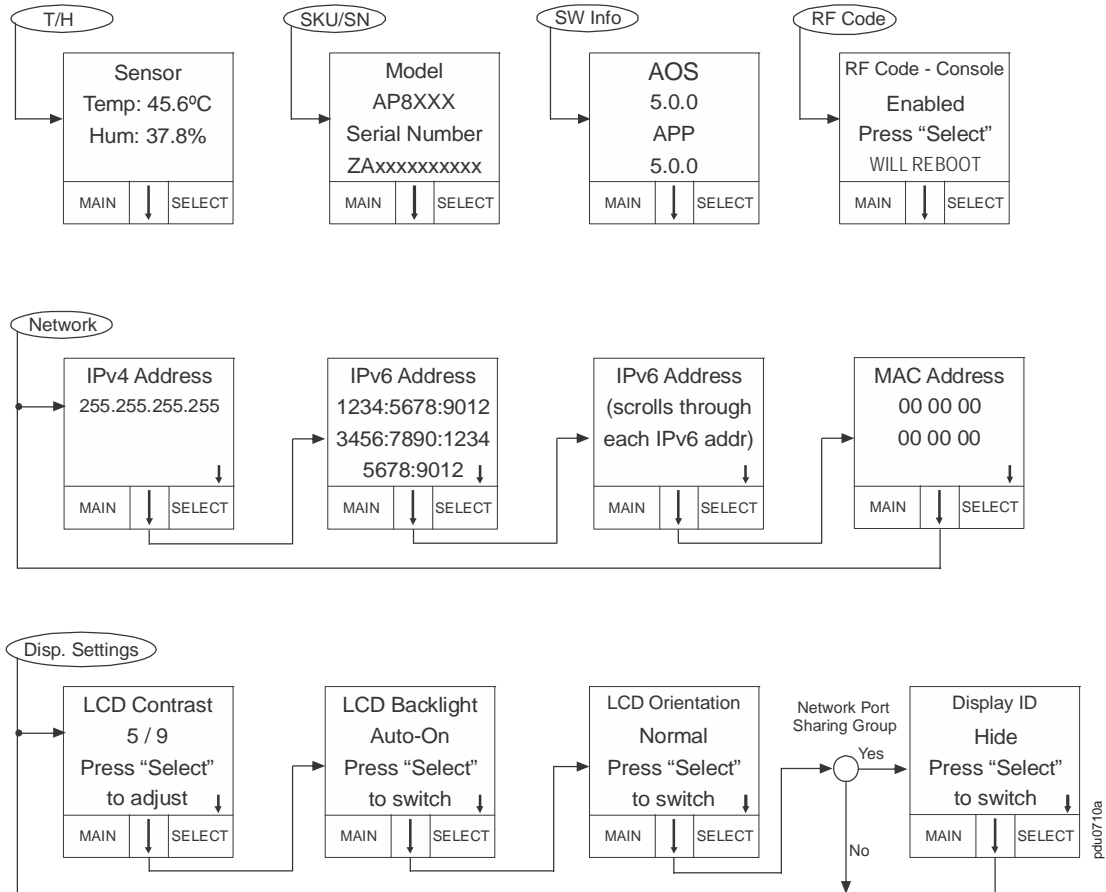 T/H
Sensor
Temp: 45.6ºC
Hum: 37.8%
MAIN
SELECT
SKU/SN
Model
AP8XXX
Serial Number
ZAxxxxxxxxxx
MAIN
SELECT
SW Info
AOS
5.0.0
APP
5.0.0
MAIN
SELECT
RF Code
RF Code - Console
Enabled
Press “Select”
WILL REBOOT
MAIN
SELECT
Network
IPv4 Address
255.255.255.255
MAIN
SELECT
IPv6 Address
1234:5678:9012
3456:7890:1234
5678:9012
MAIN
SELECT
IPv6 Address
(scrolls through
each IPv6 addr)
MAIN
SELECT
MAC Address
00 00 00
00 00 00
MAIN
SELECT
Disp. Settings
LCD Contrast
5 / 9
Press “Select”
to adjust
MAIN
SELECT
LCD Backlight
Auto-On
Press “Select”
to switch
MAIN
SELECT
LCD Orientation
Normal
Press “Select”
to switch
MAIN
SELECT
Network Port
Sharing Group
Yes
No
Display ID
Hide
Press “Select”
to switch
MAIN
SELECT
pdu0710a